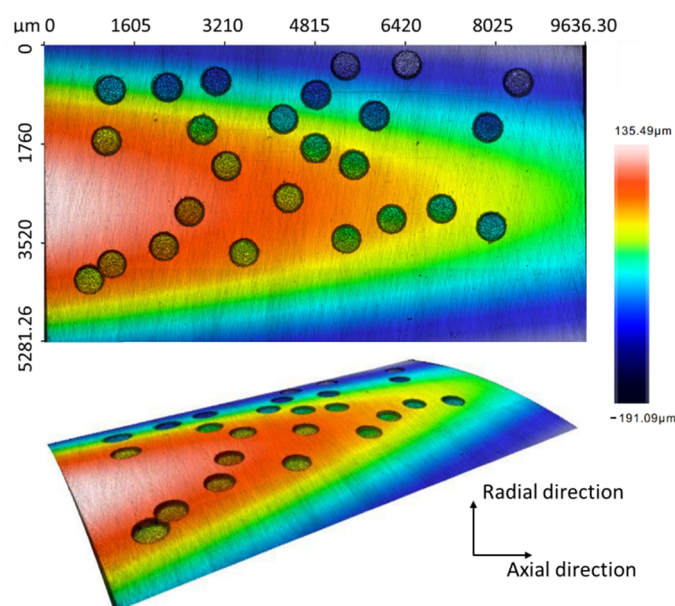 μm 0 1605 3210 4815 6420 8025 9636.30
0
1760
3520
5281.26
135.49μm
−191.09μm
Radial direction
Axial direction